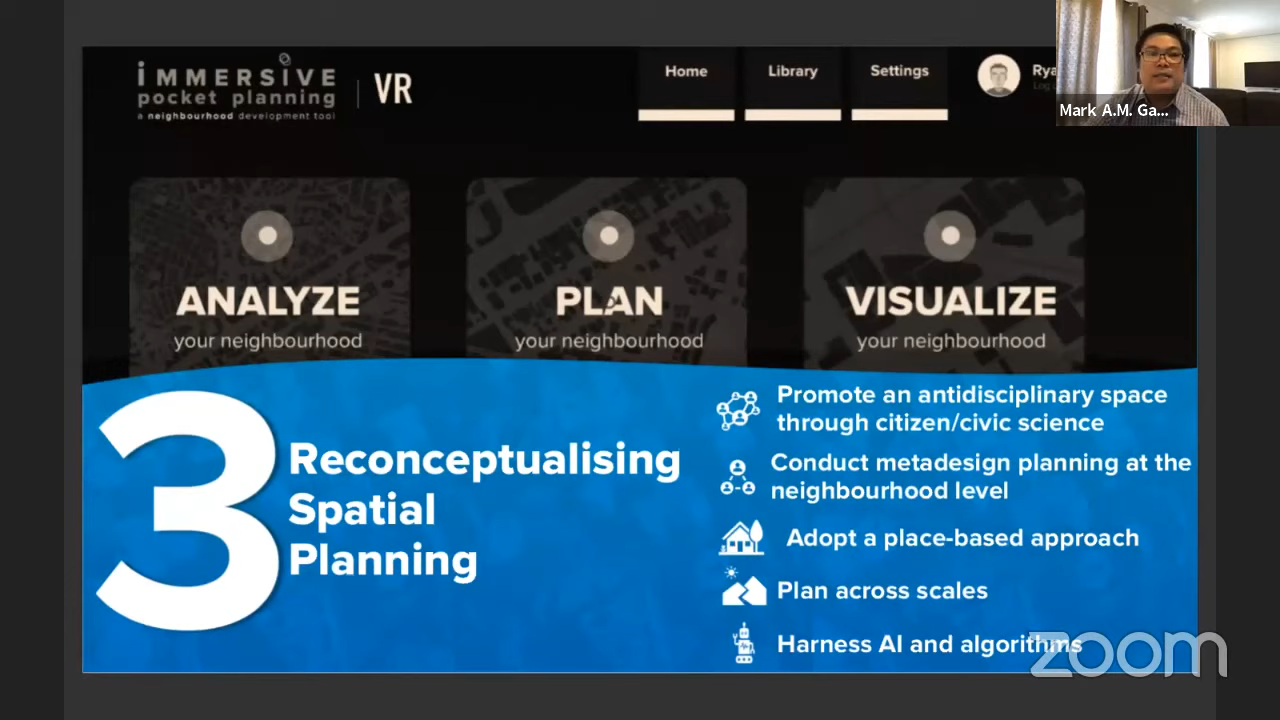 iMMERSiVE
pocket planning
a neighbourhood development tool
VR
Home
Library
Settings
Mark A.M. Ga...
ANALYZE
your neighbourhood
PLAN
your neighbourhood
VISUALIZE
your neighbourhood
3
Reconceptualising
Spatial
Planning
Promote an antidisciplinary space
through citizen/civic science
Conduct metadesign planning at the
neighbourhood level
Adopt a place-based approach
Plan across scales
Harness AI and algorithms
zoom